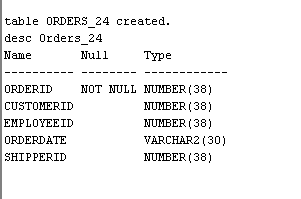 table ORDERS_24 created.
desc Orders_24
Name       Null     Type
---------- -------- ------------
ORDERID    NOT NULL NUMBER(38)
CUSTOMERID          NUMBER(38)
EMPLOYEEID          NUMBER(38)
ORDERDATE           VARCHAR2(30)
SHIPPERID           NUMBER(38)